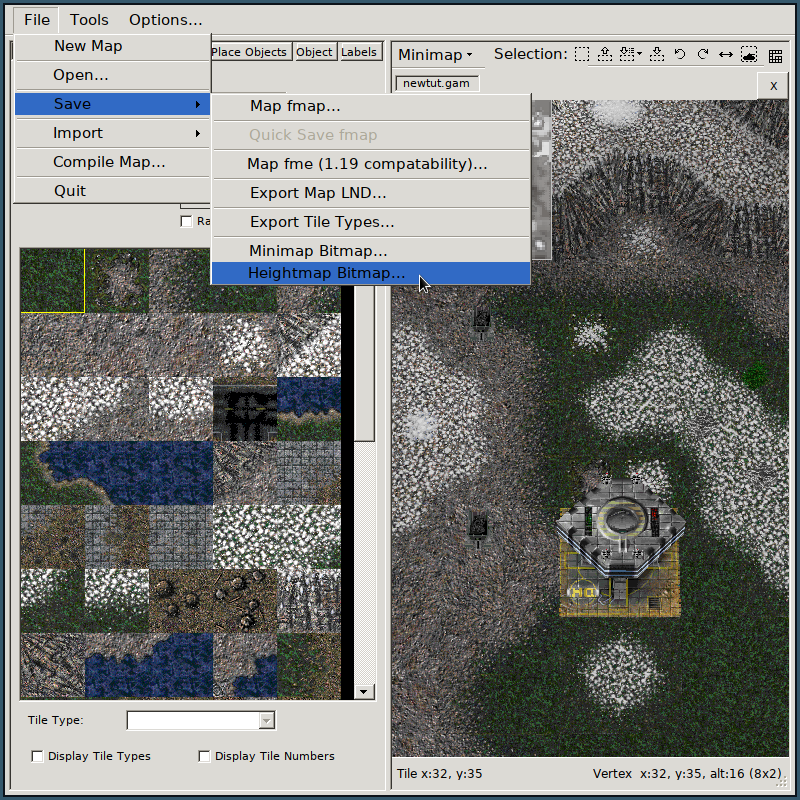 File Tools Options...
New Map
Open...
Save
Import
Compile Map...
Quit
Place Objects Object Labels
Map fmap...
Quick Save fmap
Map fme (1.19 compatability)...
Export Map LND...
Export Tile Types...
Minimap Bitmap...
Heightmap Bitmap...
Ra
Minimap Selection:
newtut.gam
x
HQ
Tile Type:
Display Tile Types Display Tile Numbers
Tile x:32, y:35 Vertex x:32, y:35, alt:16 (8x2)